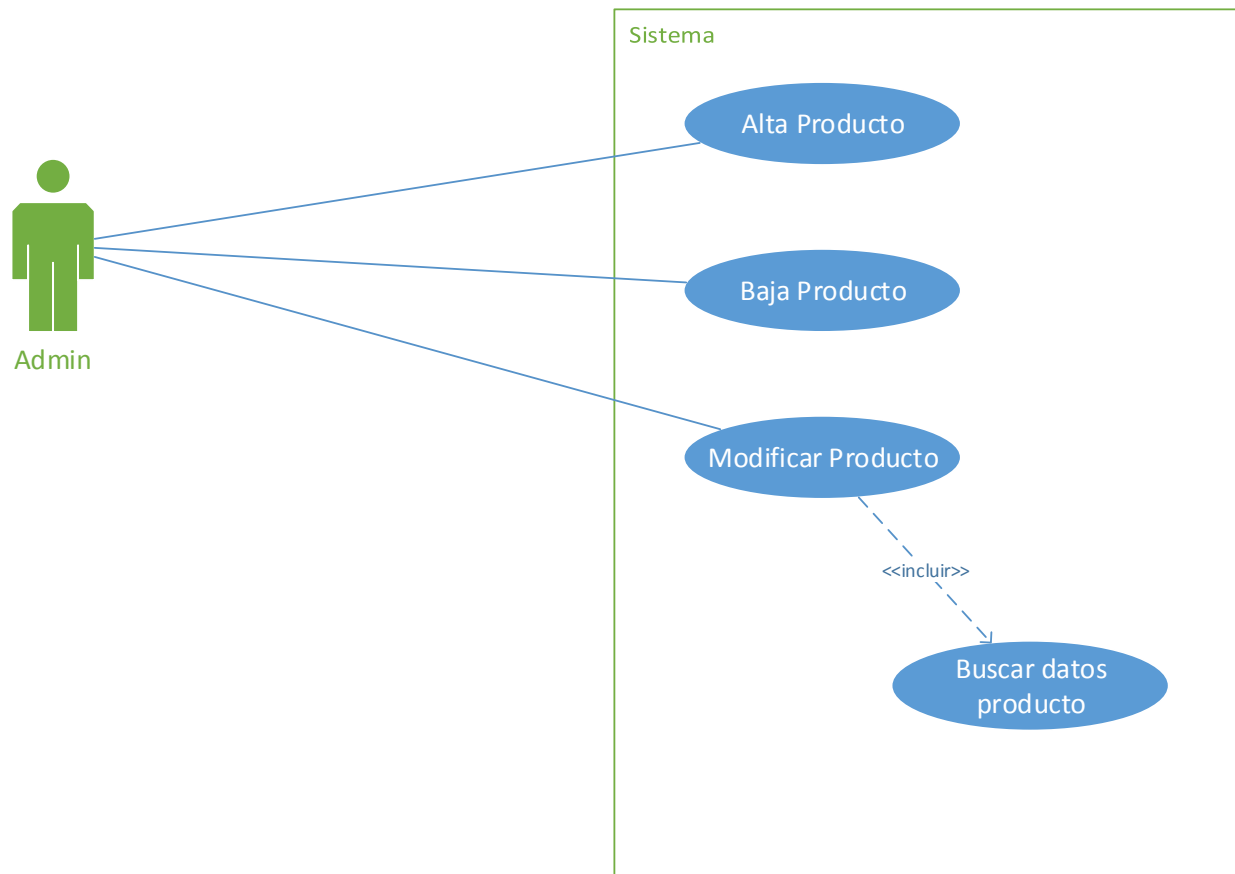 Sistema
Alta Producto
Baja Producto
Admin
Modificar Producto
<<incluir>>
Buscar datos
producto